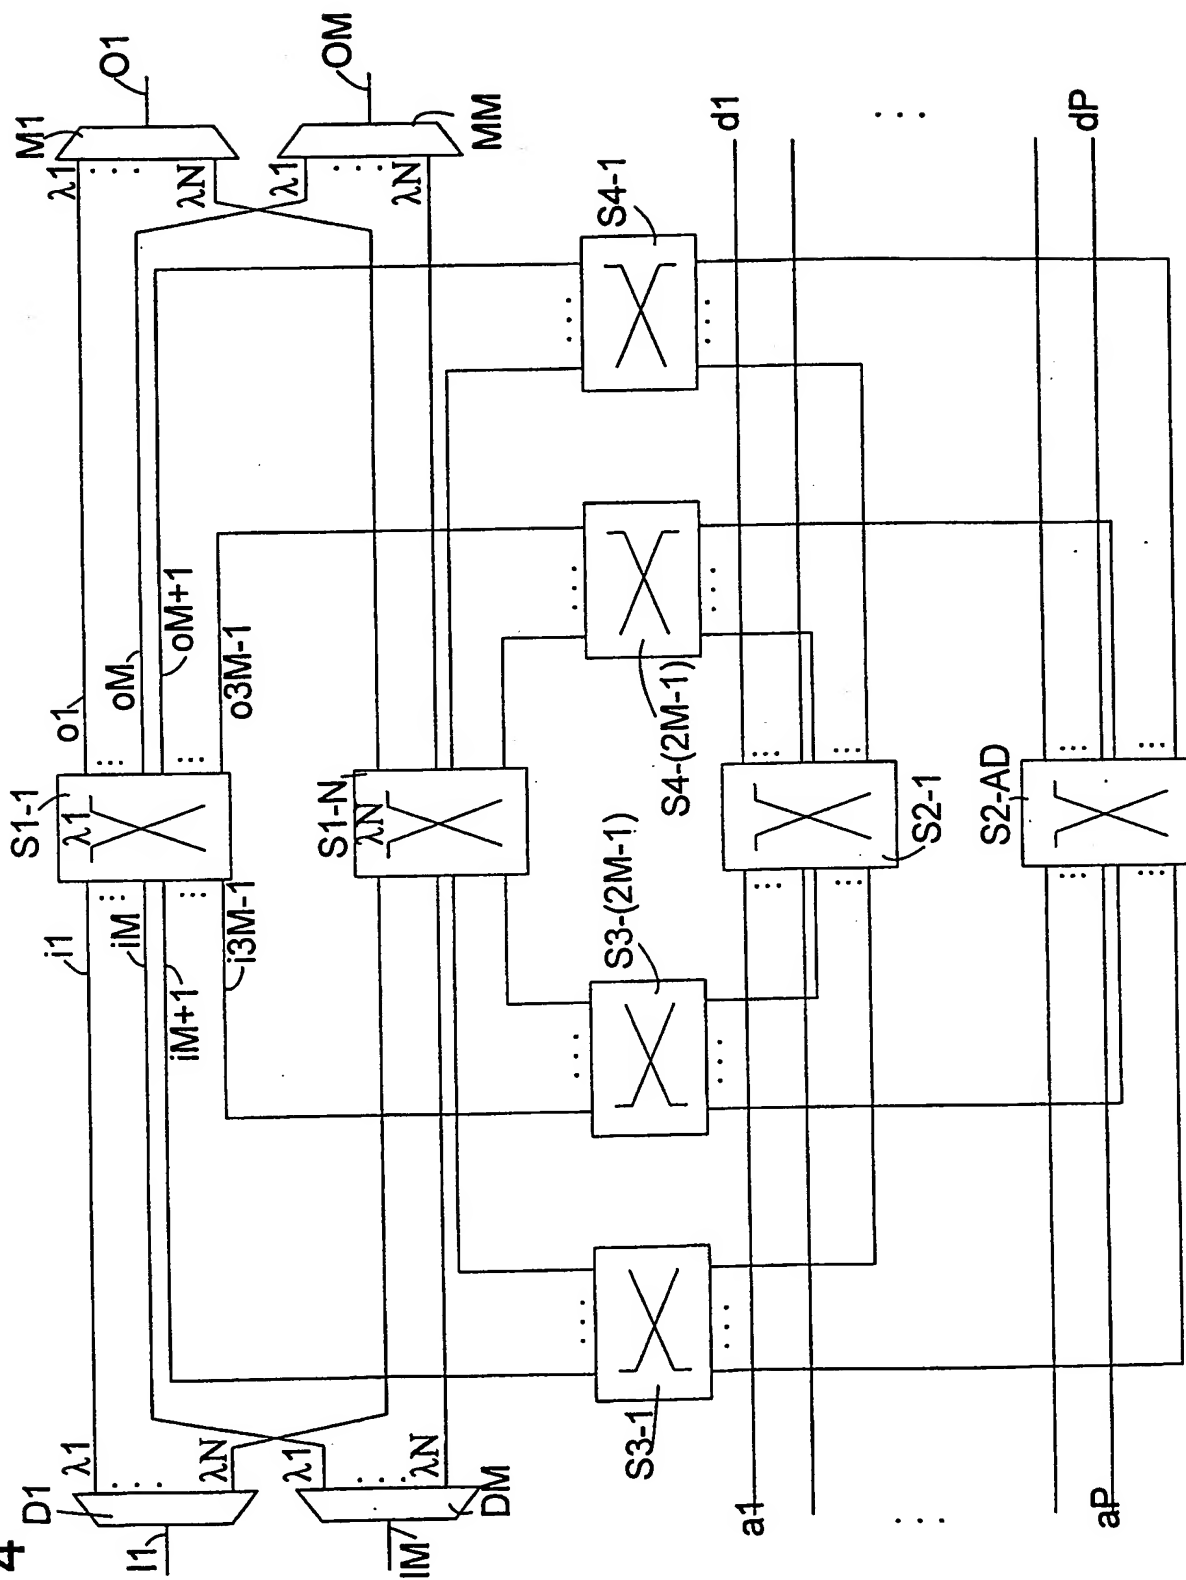 4
I1
D1
λ1
λN
λ1
λN
IM
DM
i1
iM
iM+1
i3M-1
S1-1
λ1
o1
oM
oM+1
o3M-1
M1
λ1
λN
λ1
λN
O1
OM
MM
S1-N
λN
S3-1
S3-(2M-1)
S4-(2M-1)
S4-1
a1
S2-1
d1
aP
S2-AD
dP